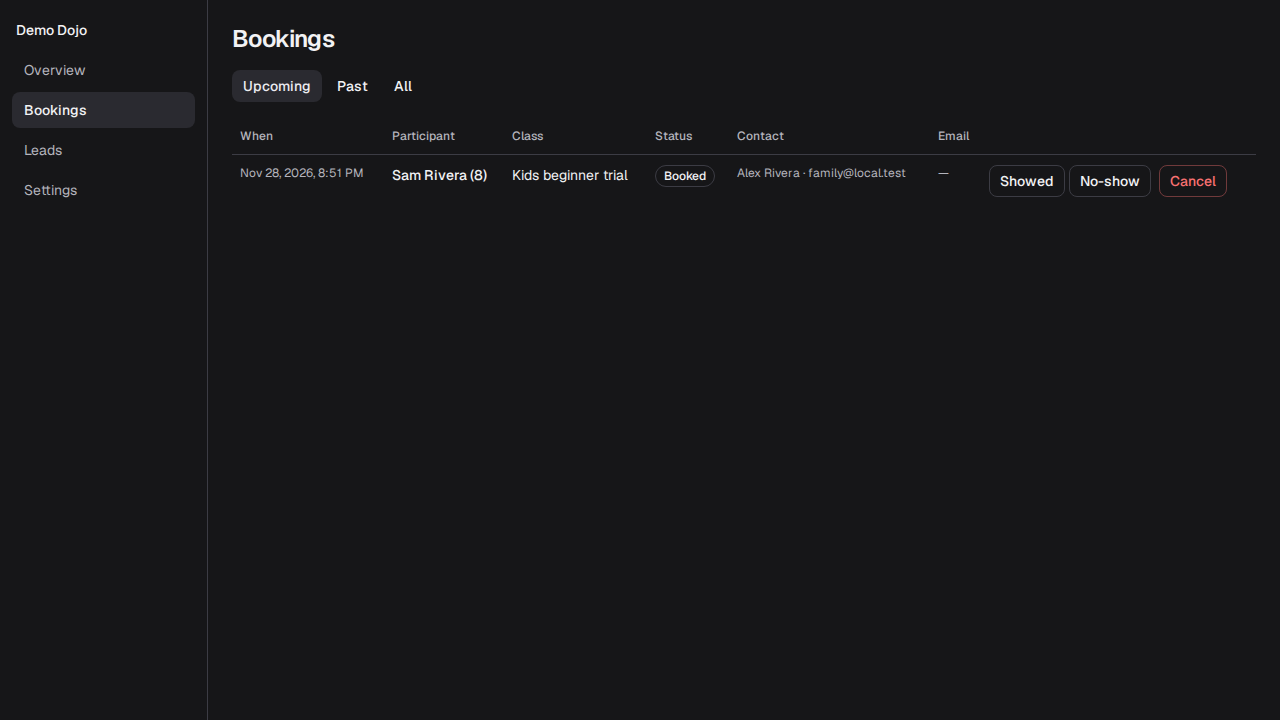 Demo Dojo
Overview
Bookings
Leads
Settings
Bookings
Upcoming Past All
When Participant Class Status Contact Email
Nov 28, 2026, 8:51 PM Sam Rivera (8) Kids beginner trial Booked Alex Rivera · family@local.test — Showed No-show Cancel